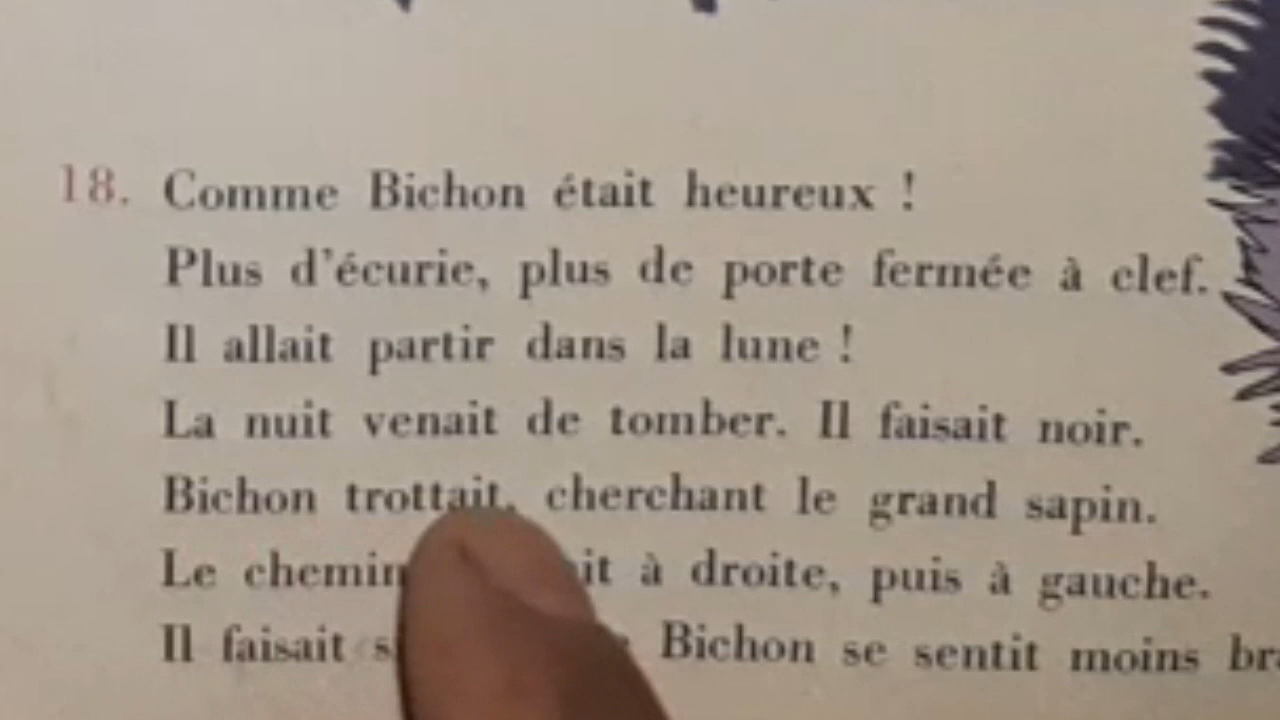 18. Comme Bichon était heureux !
Plus d'écurie, plus de porte fermée à clef.
Il allait partir dans la lune !
La nuit venait de tomber. Il faisait noir.
Bichon trottait, cherchant le grand sapin.
Le chemin à droite, puis à gauche.
Il faisait Bichon se sentit moins